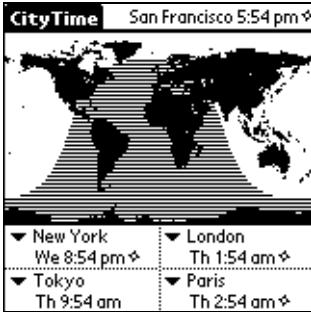 CityTime San Francisco 5:54 pm
New York
We 8:54 pm
London
Th 1:54 am
Tokyo
Th 9:54 am
Paris
Th 2:54 am